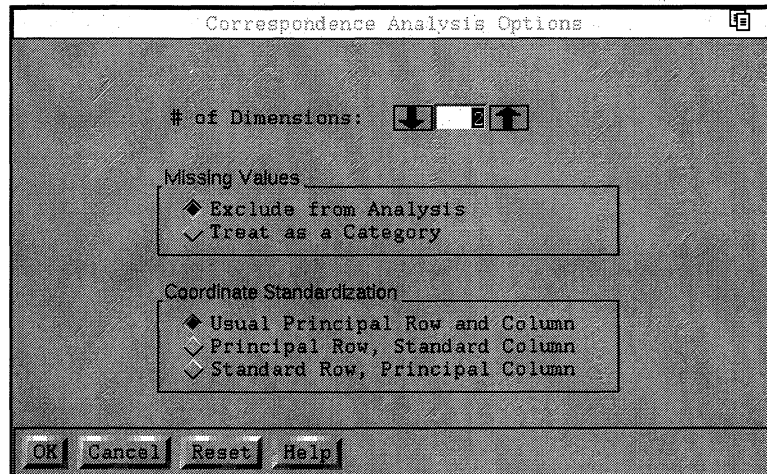 Correspondence Analysis Options
# of Dimensions: 2
Missing Values
Exclude from Analysis
Treat as a Category
Coordinate Standardization
Usual Principal Row and Column
Principal Row, Standard Column
Standard Row, Principal Column
OK Cancel Reset Help